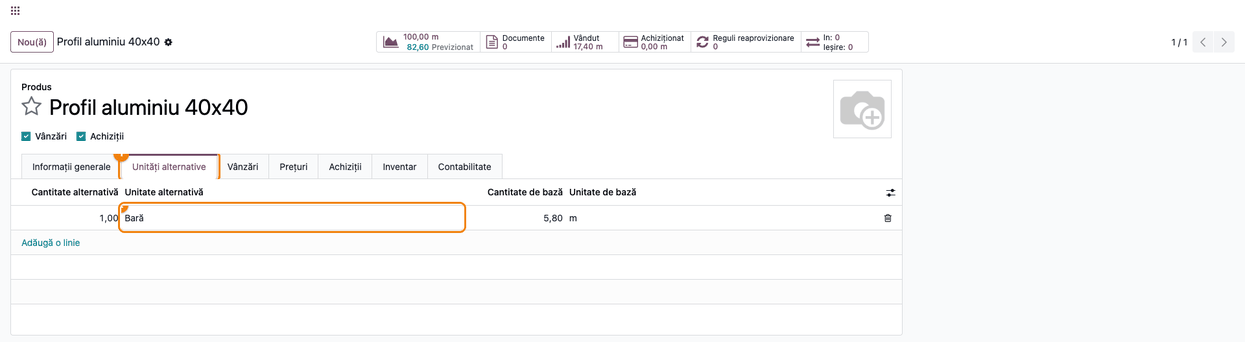 Nou(ă) Profil aluminiu 40x40
100,00 m
82,60 Previzionat
Documente
0
Vândut
17,40 m
Achiziționat
0,00 m
Reguli reaprovizionare
0
In: 0
Ieșire: 0
1 / 1
Produs
Profil aluminiu 40x40
Vânzări Achiziții
Informații generale Unități alternative Vânzări Prețuri Achiziții Inventar Contabilitate
Cantitate alternativă Unitate alternativă Cantitate de bază Unitate de bază
1,00 Bară 5,80 m
Adăugă o linie